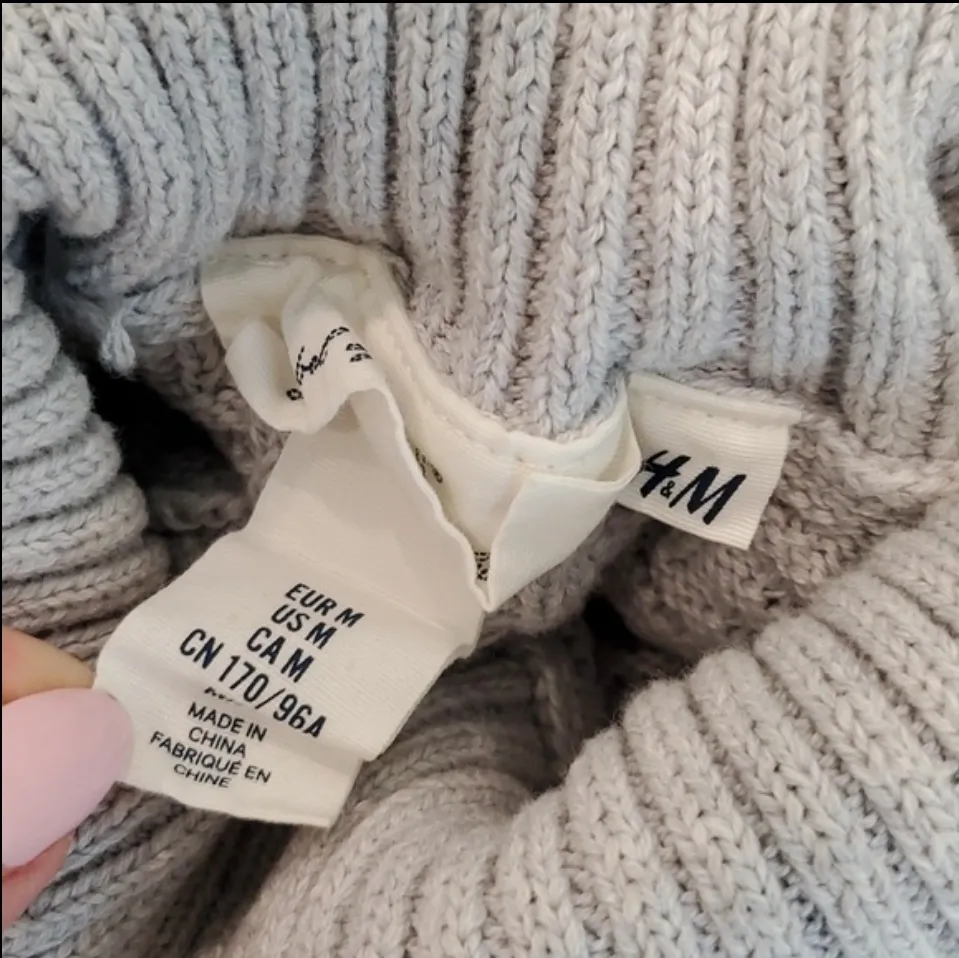 H&M
EUR M
US M
CA M
CN 170/96A
MADE IN
CHINA
FABRIQUÉ EN
CHINE